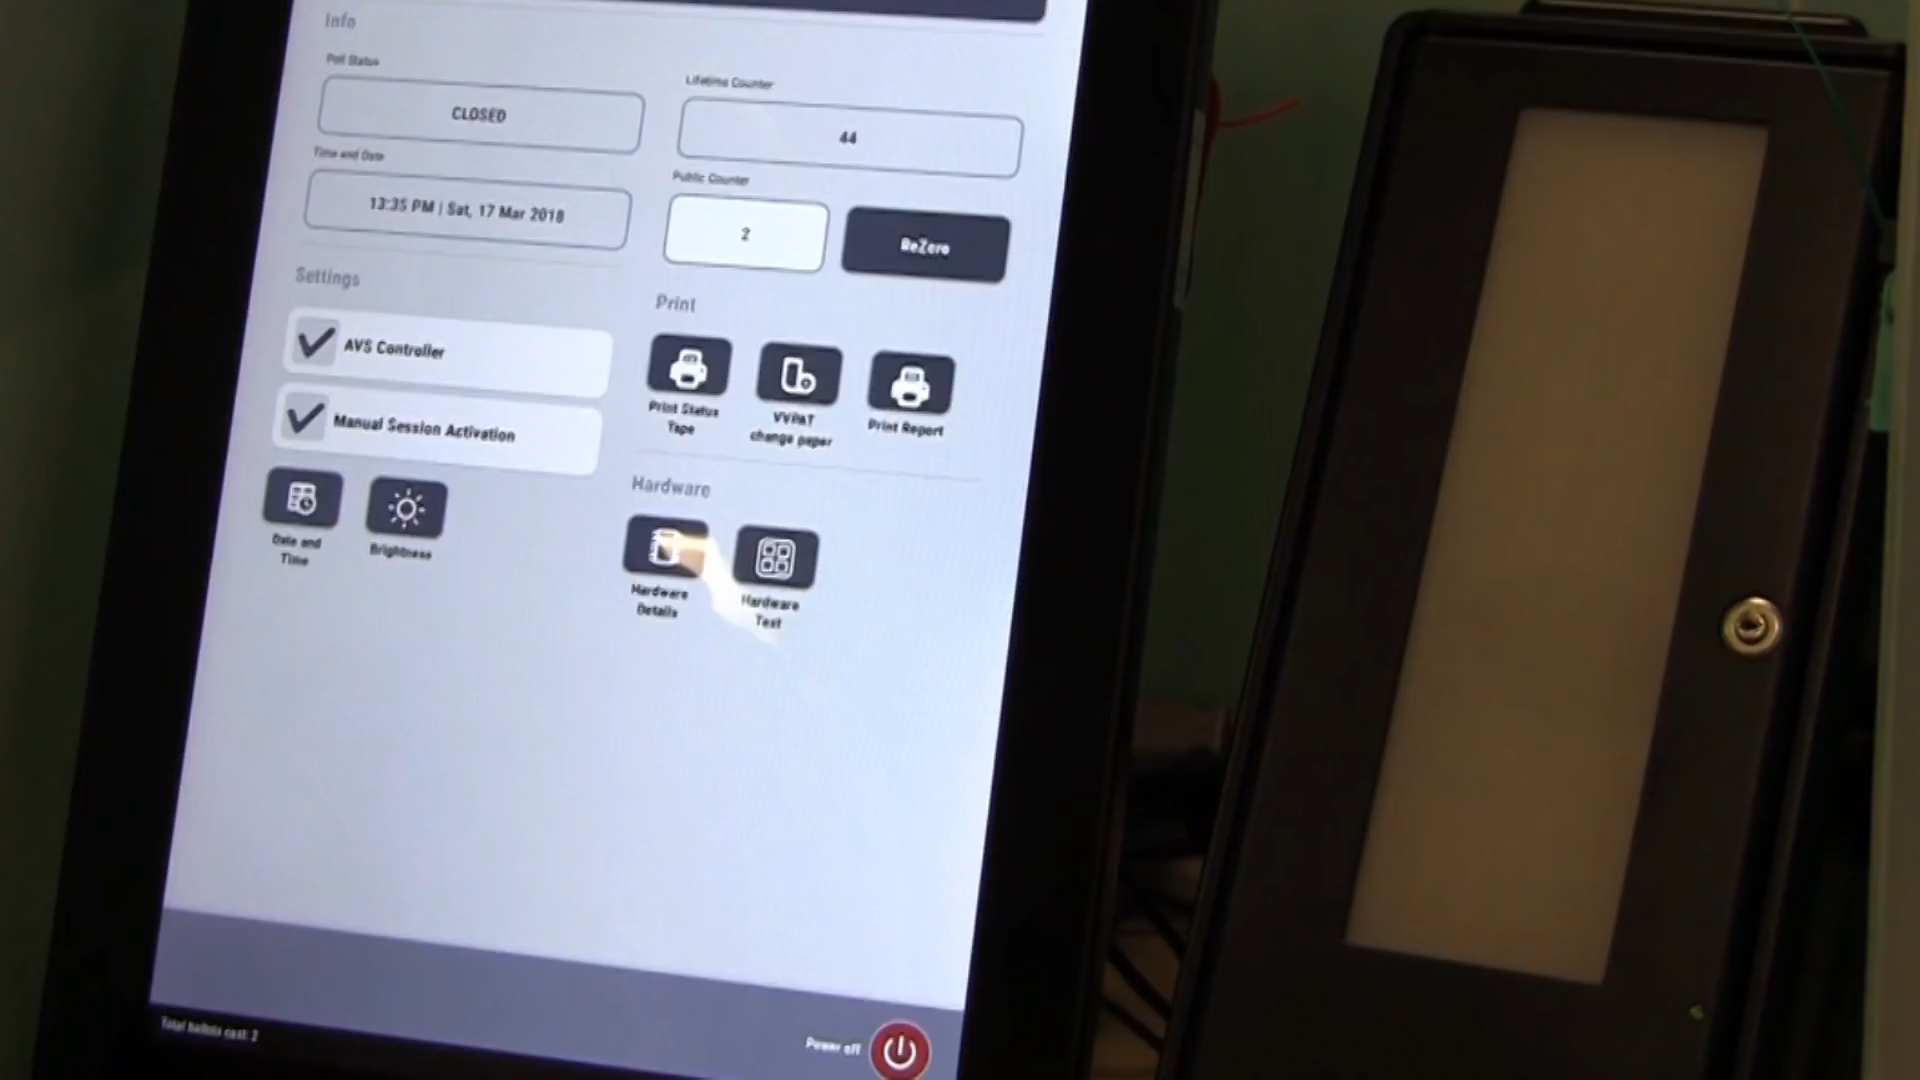 Info
Poll Status
CLOSED
Lifetime Counter
44
Time and Date
13:35 PM | Sat, 17 Mar 2018
Public Counter
2
ReZero
Settings
AVS Controller
Manual Session Activation
Date and
Time
Brightness
Print
Print Status
Tape
VVPAT
change paper
Print Report
Hardware
Hardware
Details
Hardware
Test
Total ballots cast: 2
Power off